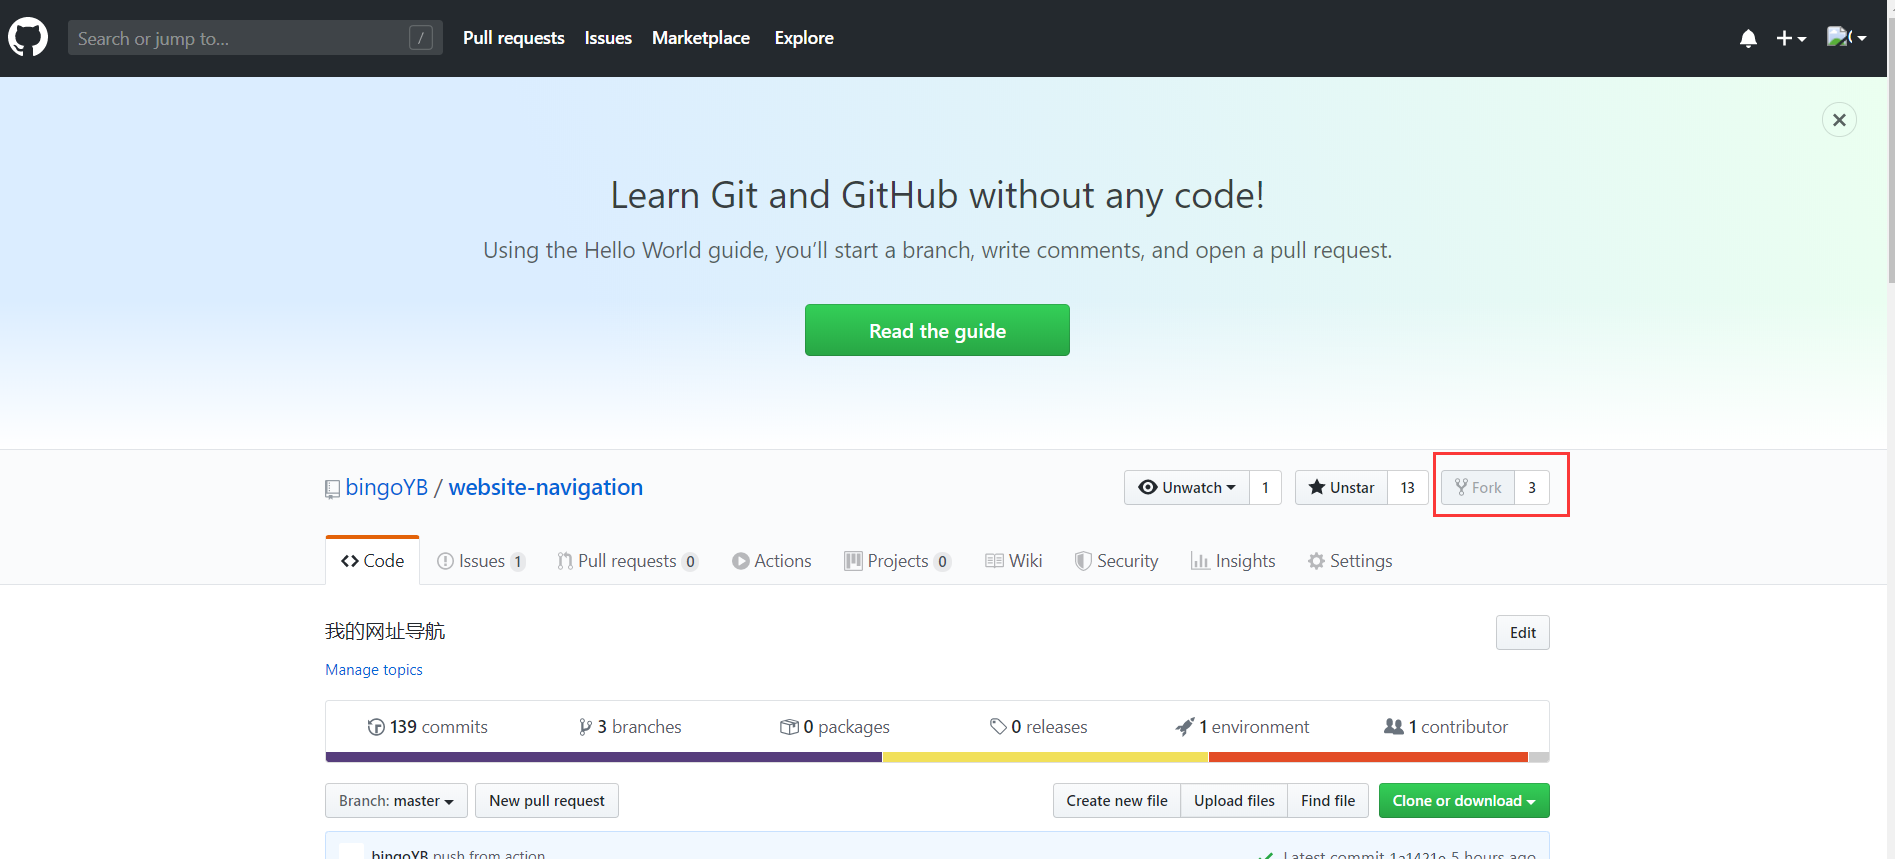 Search or jump to... / Pull requests Issues Marketplace Explore
Learn Git and GitHub without any code!
Using the Hello World guide, you’ll start a branch, write comments, and open a pull request.
Read the guide
bingoYB / website-navigation Unwatch 1 Unstar 13 Fork 3
Code Issues 1 Pull requests 0 Actions Projects 0 Wiki Security Insights Settings
我的网址导航 Edit
Manage topics
139 commits 3 branches 0 packages 0 releases 1 environment 1 contributor
Branch: master New pull request Create new file Upload files Find file Clone or download
bingoYB push from action Latest commit 1a1421e 5 hours ago